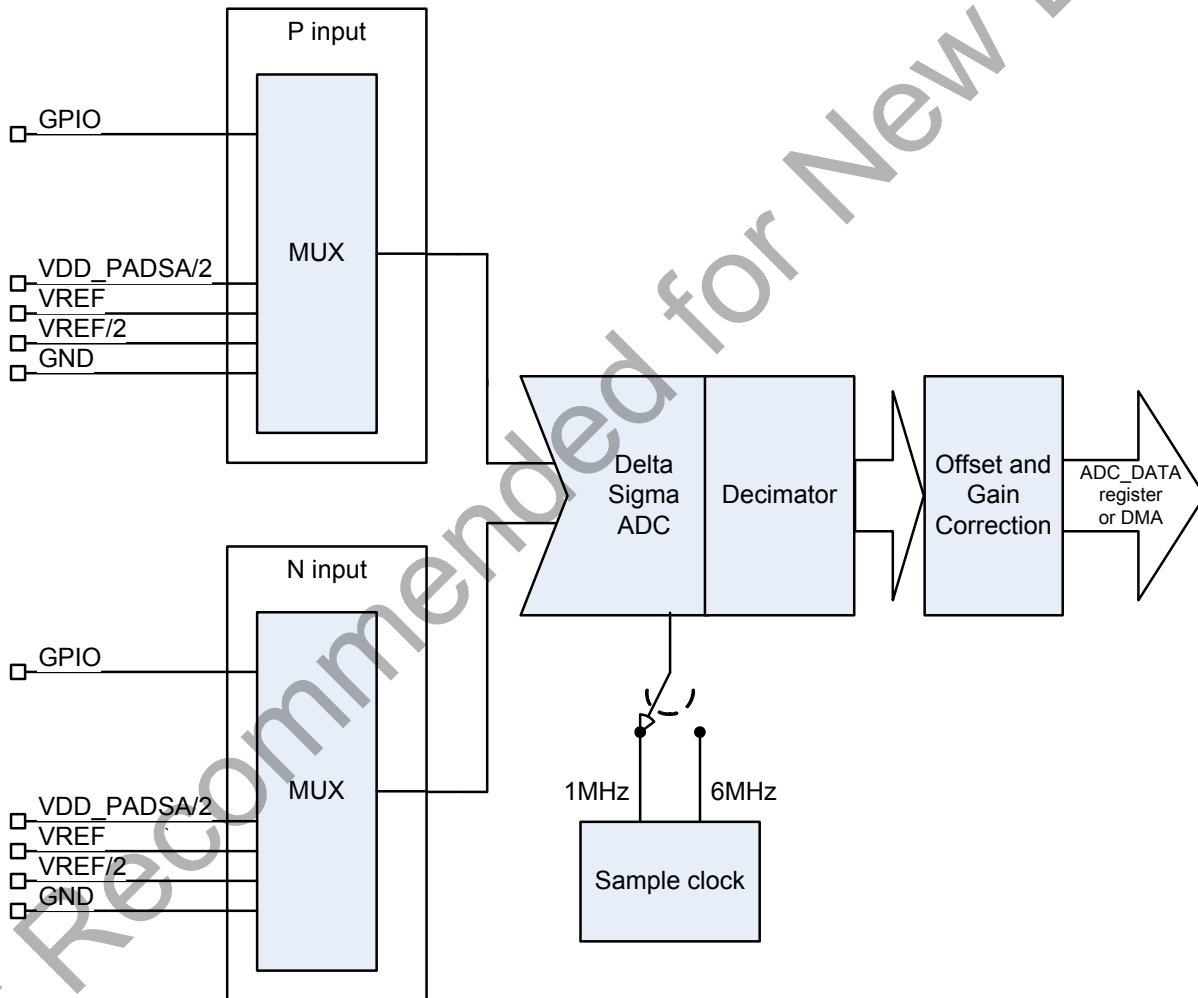 P input
GPIO
MUX
VDD_PADSA/2
VREF
VREF/2
GND
N input
GPIO
MUX
VDD_PADSA/2
VREF
VREF/2
GND
Delta
Sigma
ADC
Decimator
Offset and
Gain
Correction
ADC_DATA
register
or DMA
1MHz
6MHz
Sample clock
Recommended for New